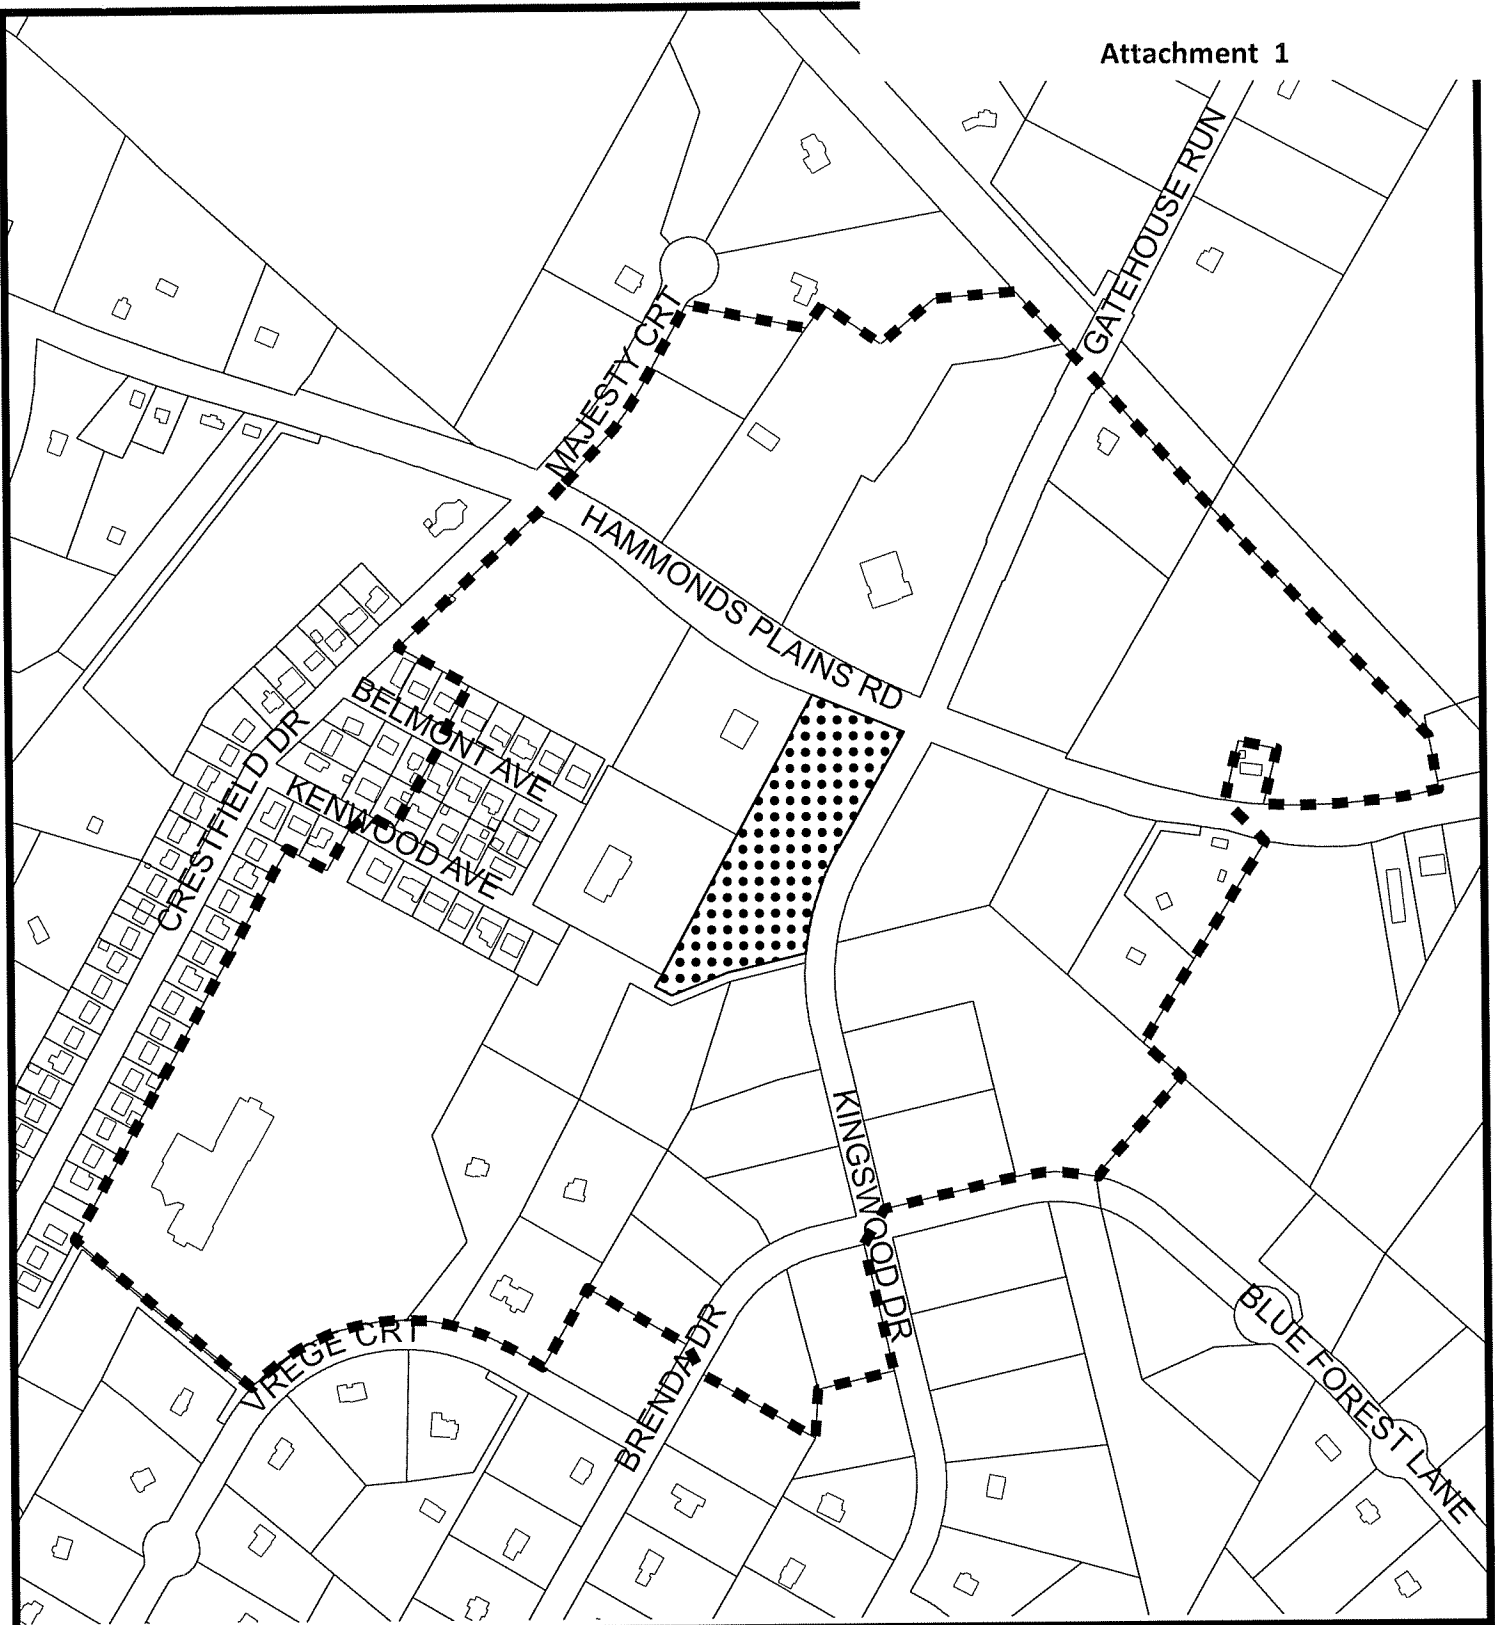 Attachment 1
GATEHOUSE RUN
MAJESTY CRT
HAMMONDS PLAINS RD
BELMONT AVE
CRESTFIELD DR
KENWOOD AVE
KINGSWOOD DR
BLUE FOREST LANE
VREGE CRT
BRENDA DR